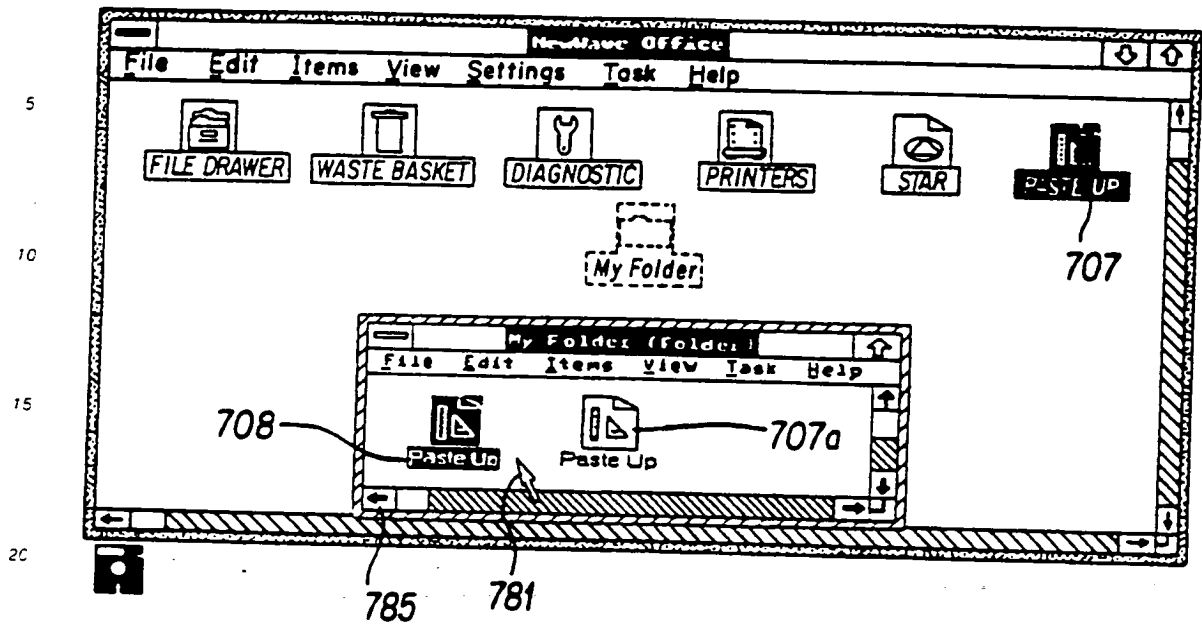 NewWave Office
File Edit Items View Settings Task Help
5
FILE DRAWER WASTE BASKET DIAGNOSTIC PRINTERS STAR PASTE UP
707
10
My Folder
My Folder (Folder)
File Edit Items View Task Help
15
708 707a
Paste Up Paste Up
20
785 781